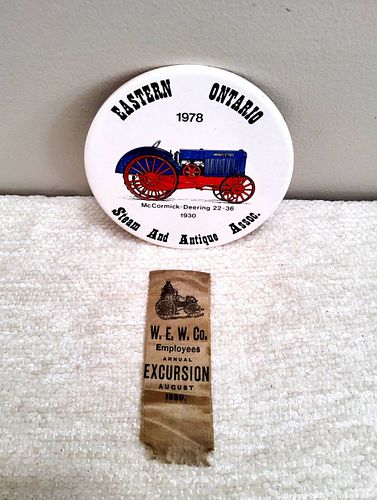 EASTERN ONTARIO
1978
McCormick-Deering 22-36
1930
Steam And Antique Assoc.
W. E. W. Co.
Employees
ANNUAL
EXCURSION
AUGUST
1889.